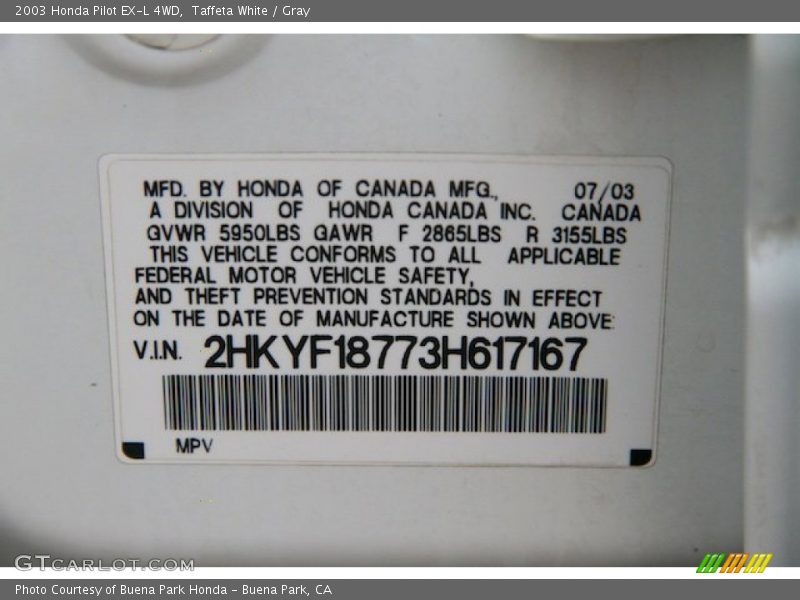 2003 Honda Pilot EX-L 4WD, Taffeta White / Gray
MFD. BY HONDA OF CANADA MFG., 07/03
A DIVISION OF HONDA CANADA INC. CANADA
GVWR 5950LBS GAWR F 2865LBS R 3155LBS
THIS VEHICLE CONFORMS TO ALL APPLICABLE
FEDERAL MOTOR VEHICLE SAFETY,
AND THEFT PREVENTION STANDARDS IN EFFECT
ON THE DATE OF MANUFACTURE SHOWN ABOVE:
V.I.N. 2HKYF18773H617167
MPV
GTCARLOT.COM
Photo Courtesy of Buena Park Honda - Buena Park, CA